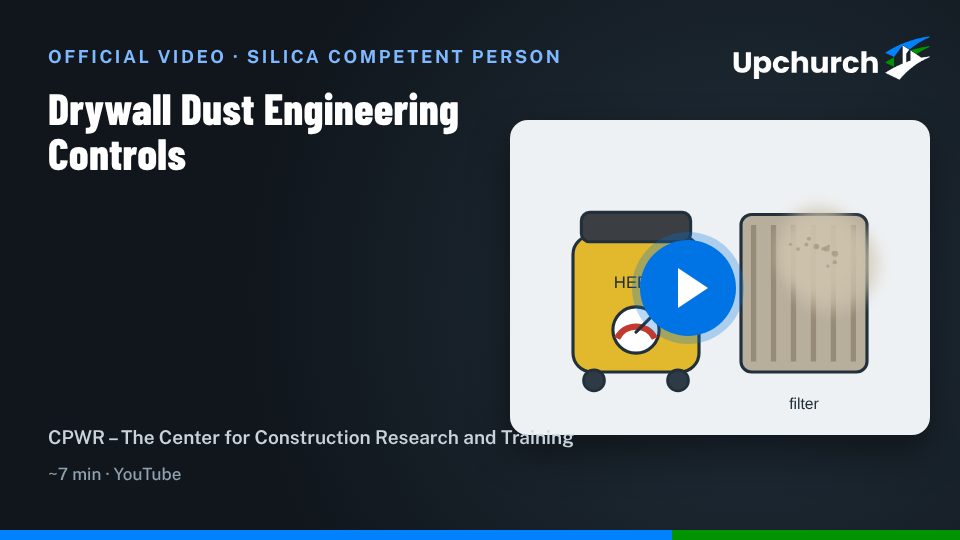 OFFICIAL VIDEO · SILICA COMPETENT PERSON
Upchurch
Drywall Dust Engineering
Controls
filter
CPWR – The Center for Construction Research and Training
~7 min · YouTube